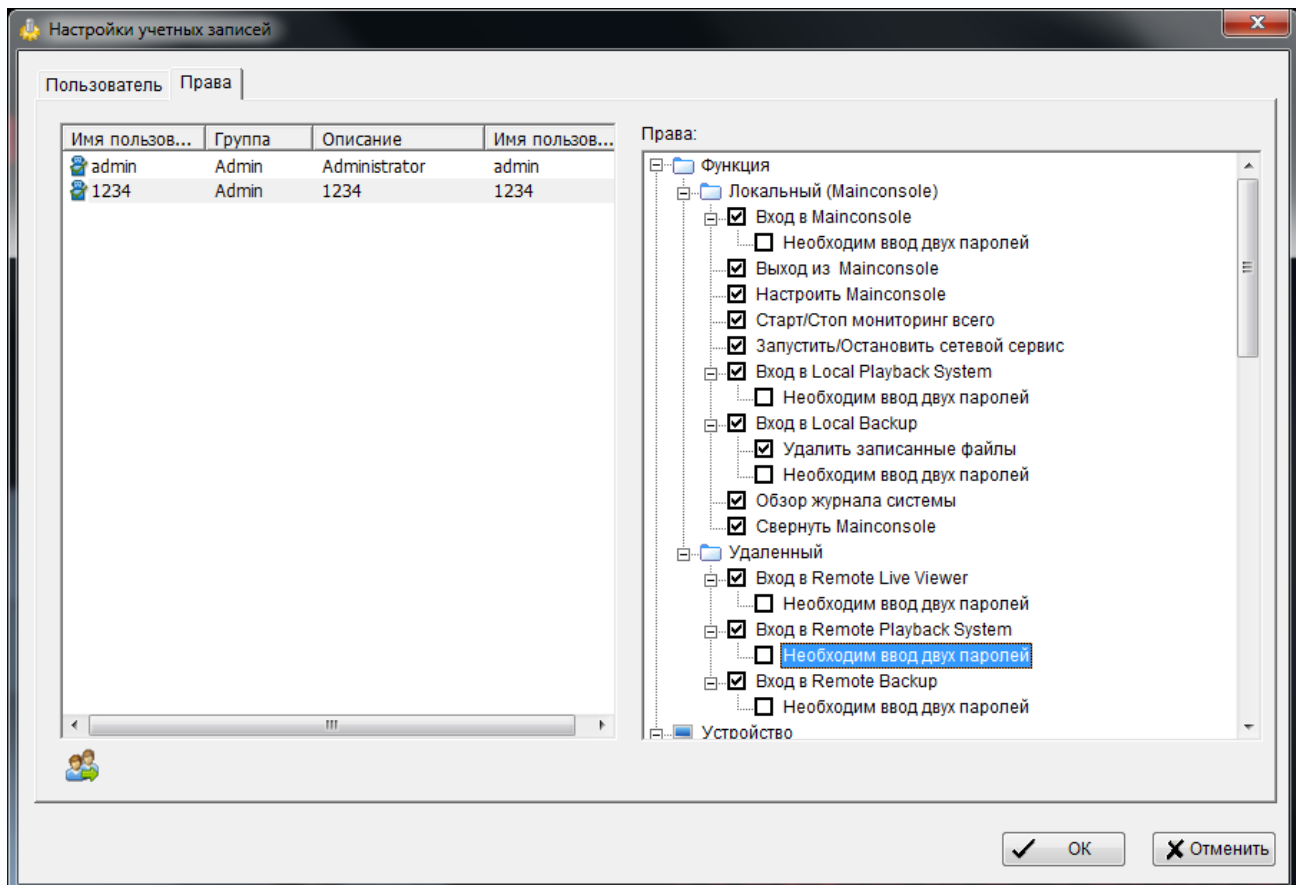 Настройки учетных записей
Пользователь Права
Имя пользов... Группа Описание Имя пользов...
admin Admin Administrator admin
1234 Admin 1234 1234
Права:
Функция
Локальный (Mainconsole)
Вход в Mainconsole
Необходим ввод двух паролей
Выход из Mainconsole
Настроить Mainconsole
Старт/Стоп мониторинг всего
Запустить/Остановить сетевой сервис
Вход в Local Playback System
Необходим ввод двух паролей
Вход в Local Backup
Удалить записанные файлы
Необходим ввод двух паролей
Обзор журнала системы
Свернуть Mainconsole
Удаленный
Вход в Remote Live Viewer
Необходим ввод двух паролей
Вход в Remote Playback System
Необходим ввод двух паролей
Вход в Remote Backup
Необходим ввод двух паролей
Устройство
OK Отменить